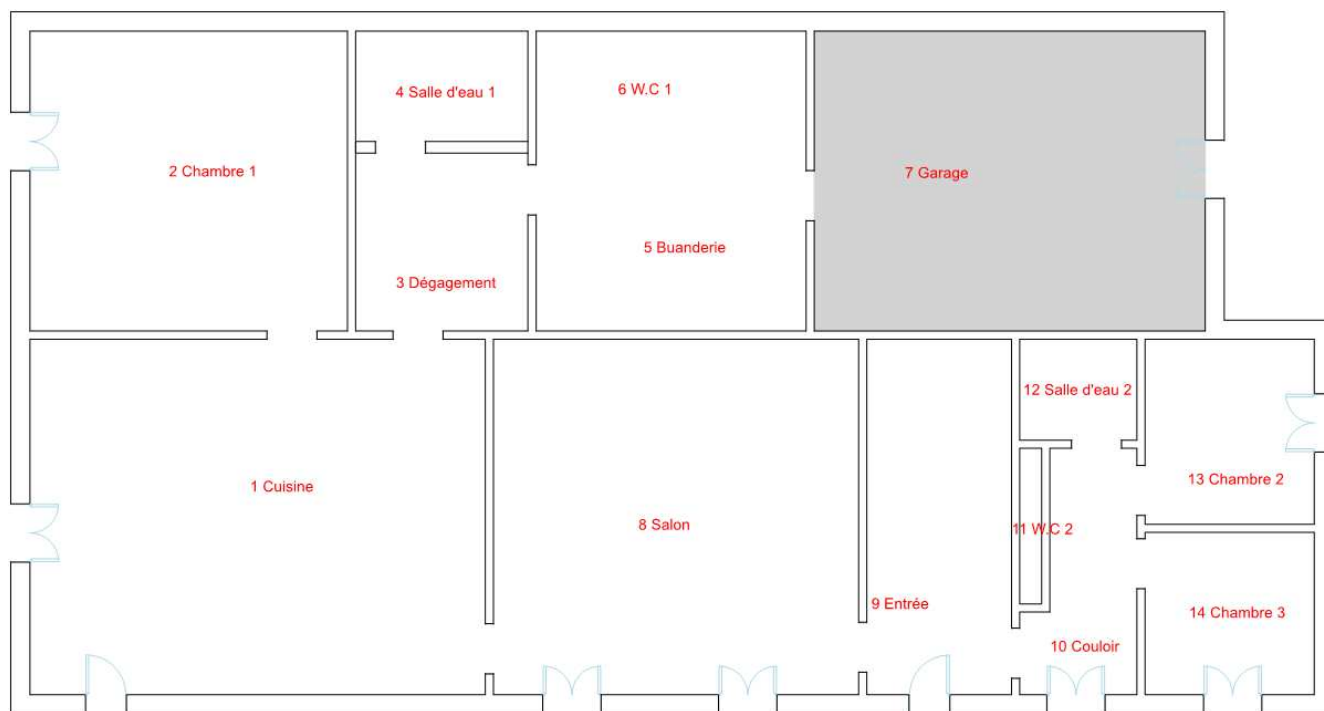 4 Salle d'eau 1
6 W.C 1
2 Chambre 1
7 Garage
5 Buanderie
3 Dégagement
12 Salle d'eau 2
1 Cuisine
13 Chambre 2
8 Salon
11 W.C 2
9 Entrée
14 Chambre 3
10 Couloir